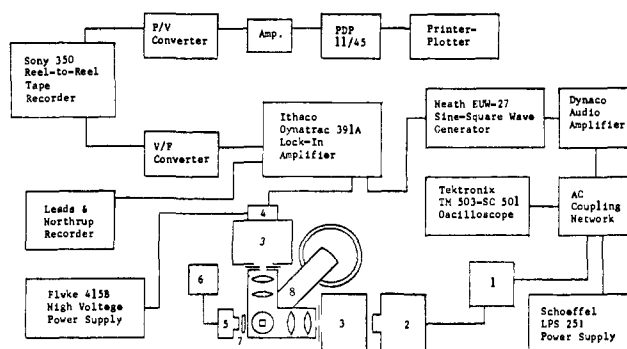 P/V
Converter
Amp.
PDP
11/45
Printer-
Plotter
Sony 350
Reel-to-Reel
Tape
Recorder
V/F
Converter
Ithaco
Dynatrac 391A
Lock-In
Amplifier
Heath EUW-27
Sine-Square Wave
Generator
Dynaco
Audio
Amplifier
Leeds &
Northrup
Recorder
Tektronix
TM 503-SC 501
Oscilloscope
AC
Coupling
Network
4
3
8
6
5
7
3
2
1
Fluke 415B
High Voltage
Power Supply
Schoeffel
LPS 251
Power Supply